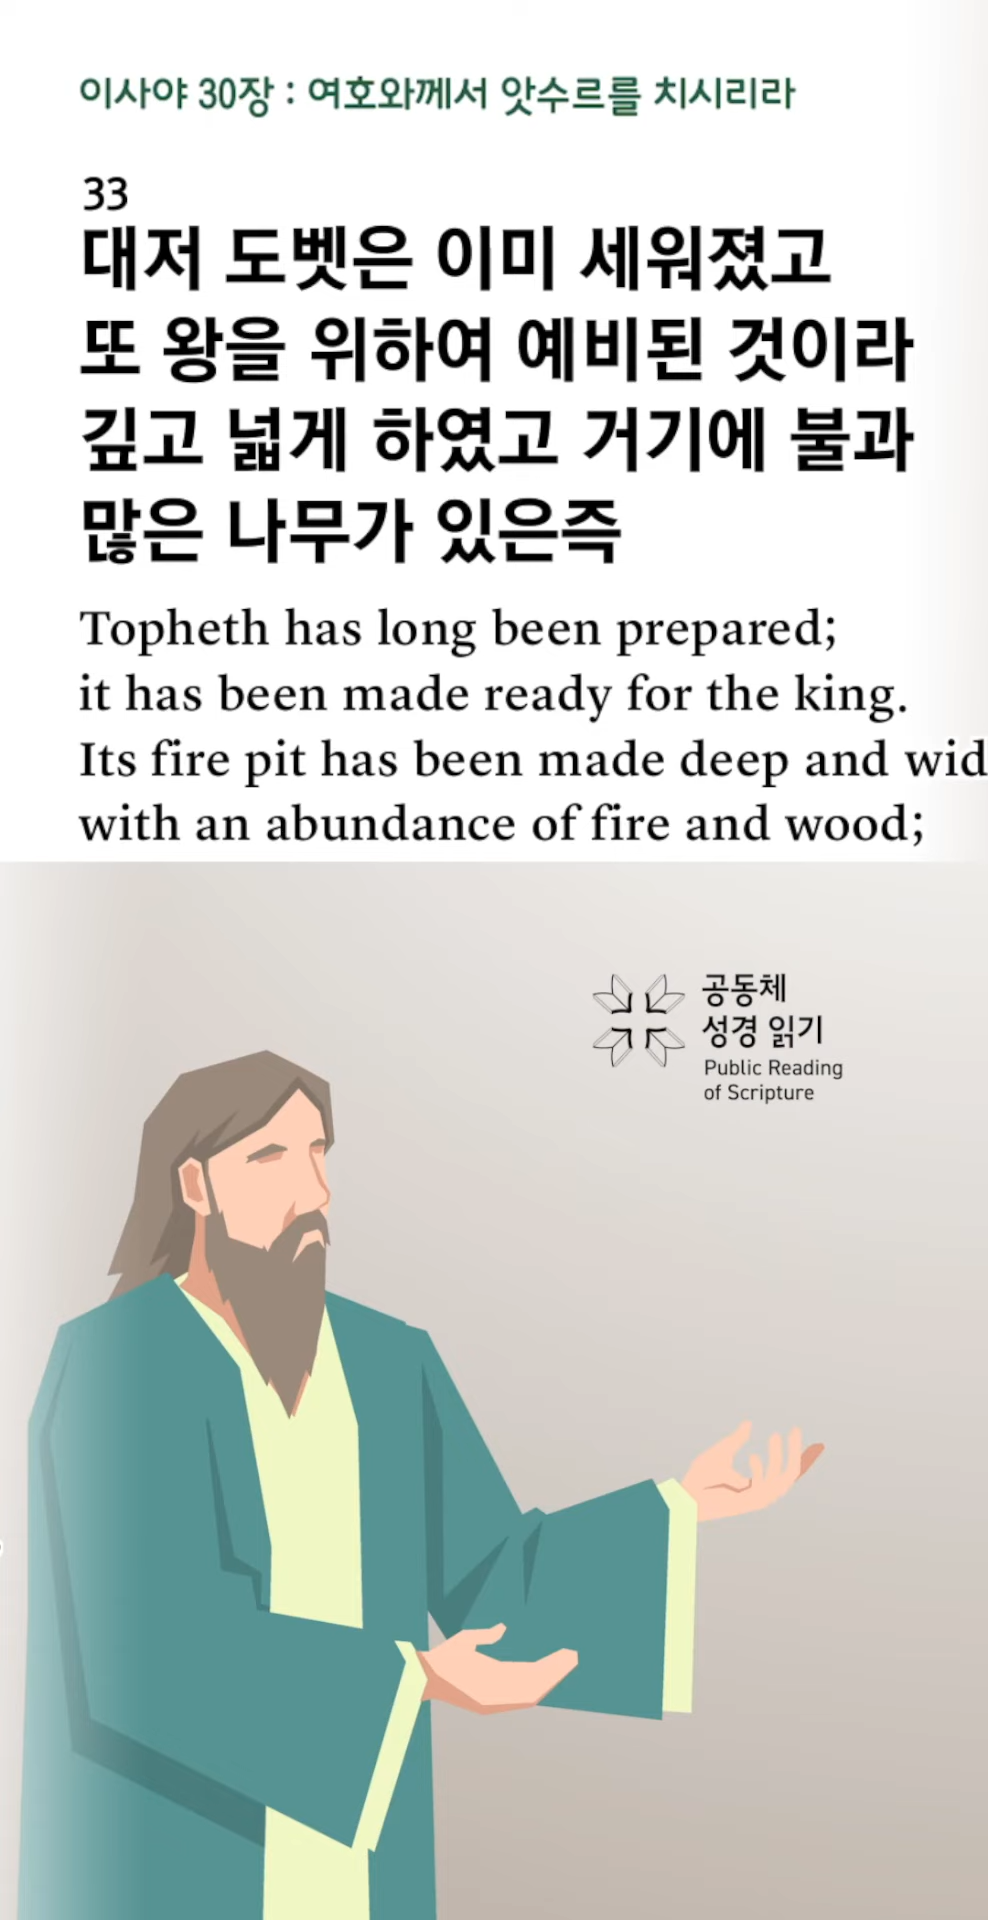 이사야 30장 : 여호와께서 앗수르를 치시리라
33
대저 도벳은 이미 세워졌고
또 왕을 위하여 예비된 것이라
깊고 넓게 하였고 거기에 불과
많은 나무가 있은즉
Topheth has long been prepared;
it has been made ready for the king.
Its fire pit has been made deep and wid
with an abundance of fire and wood;
공동체
성경 읽기
Public Reading
of Scripture